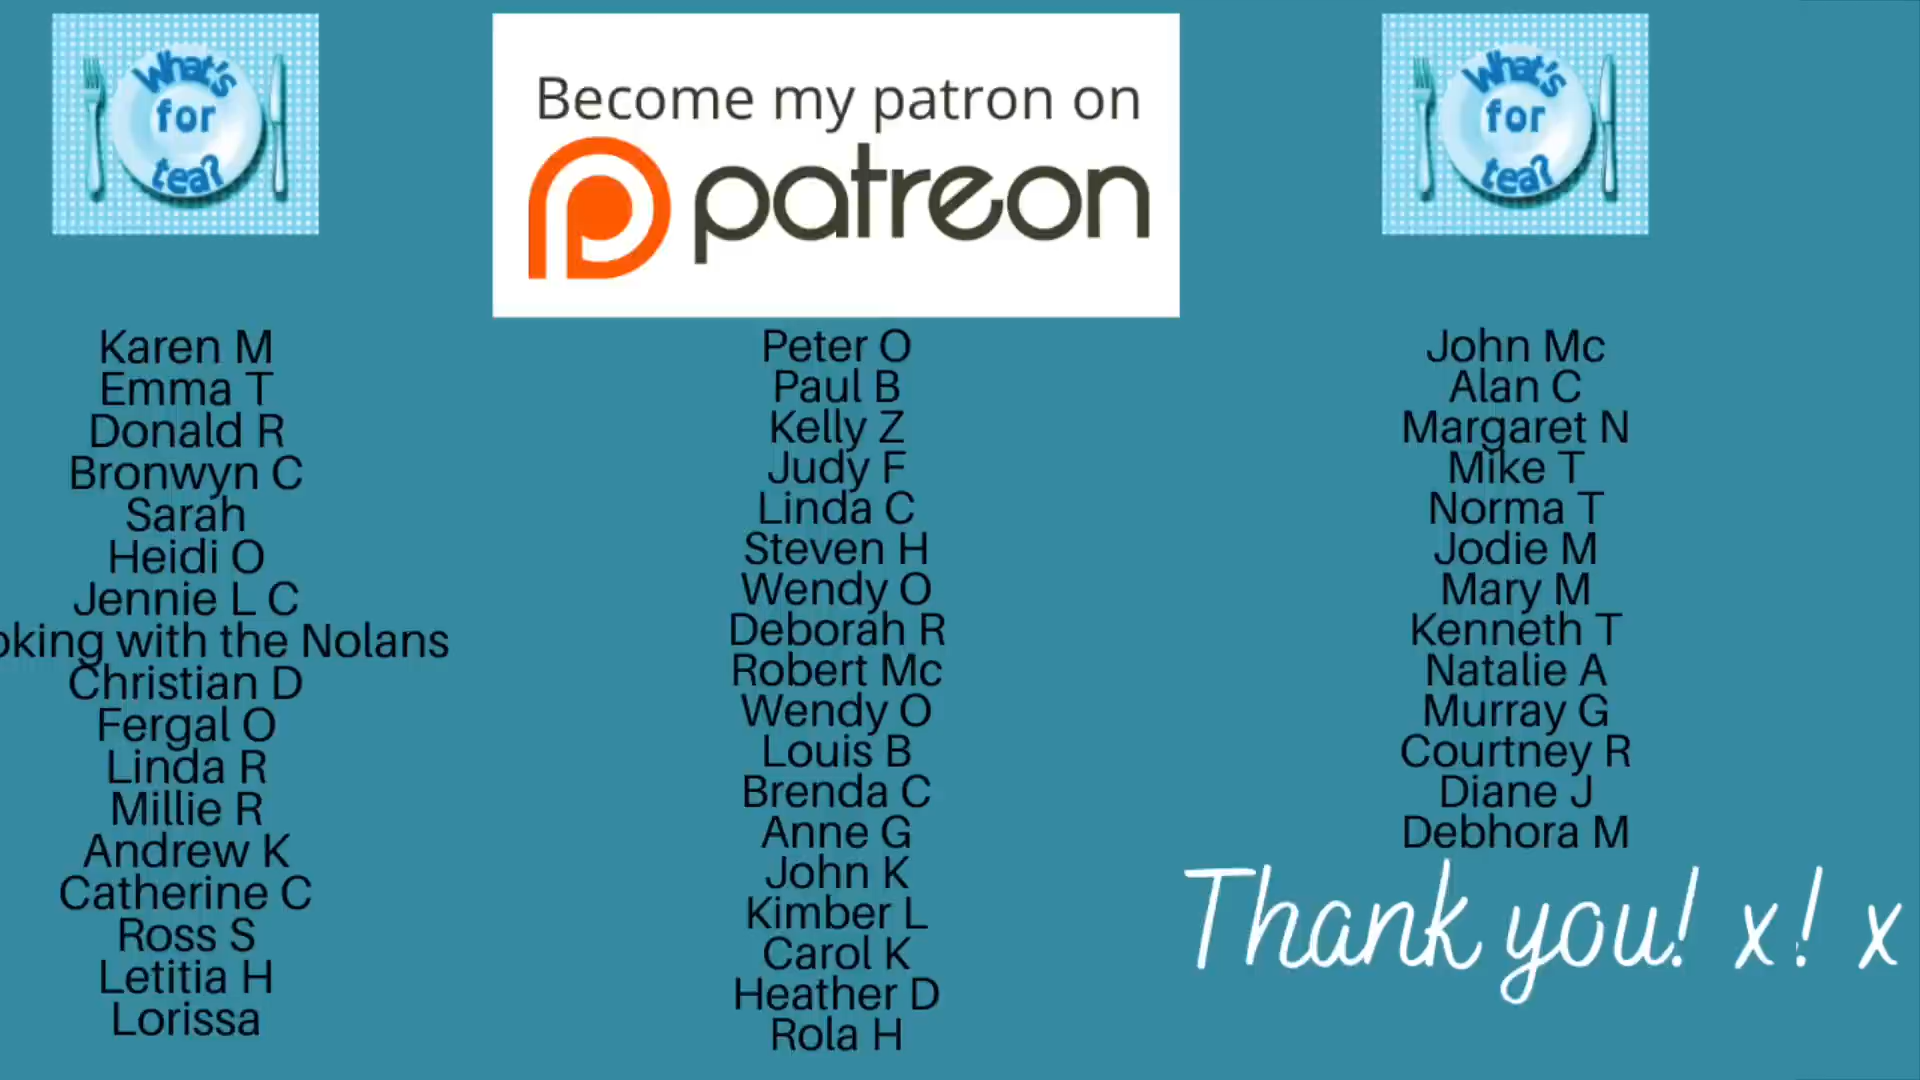 What's
for
tea?
Become my patron on
patreon
What's
for
tea?
Karen M
Emma T
Donald R
Bronwyn C
Sarah
Heidi O
Jennie L C
oking with the Nolans
Christian D
Fergal O
Linda R
Millie R
Andrew K
Catherine C
Ross S
Letitia H
Lorissa
Peter O
Paul B
Kelly Z
Judy F
Linda C
Steven H
Wendy O
Deborah R
Robert Mc
Wendy O
Louis B
Brenda C
Anne G
John K
Kimber L
Carol K
Heather D
Rola H
John Mc
Alan C
Margaret N
Mike T
Norma T
Jodie M
Mary M
Kenneth T
Natalie A
Murray G
Courtney R
Diane J
Debhora M
Thank you! x! x